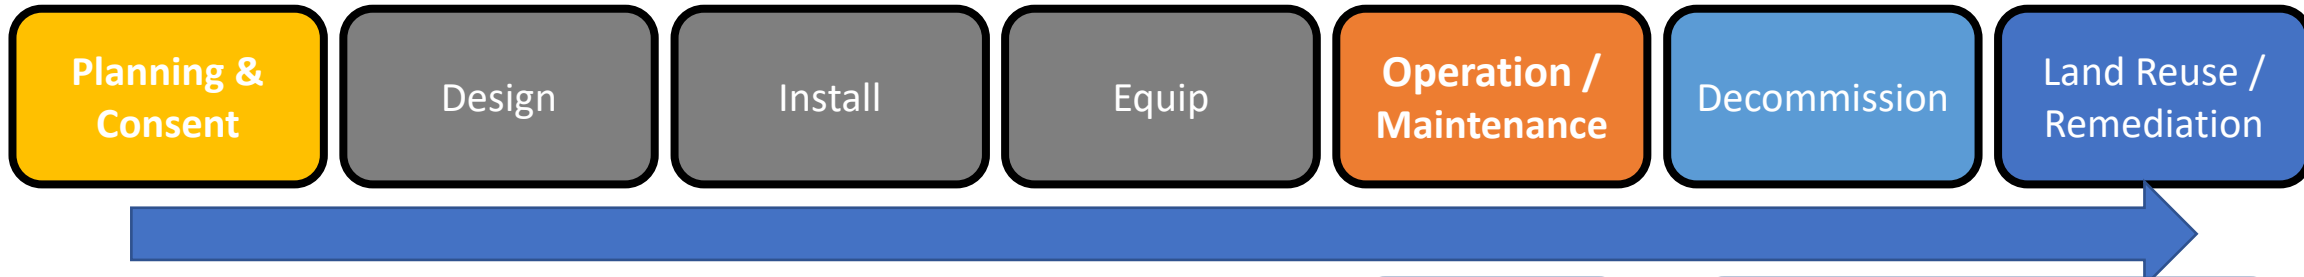 Planning &
Consent
Design
Install
Equip
Operation /
Maintenance
Decommission
Land Reuse /
Remediation